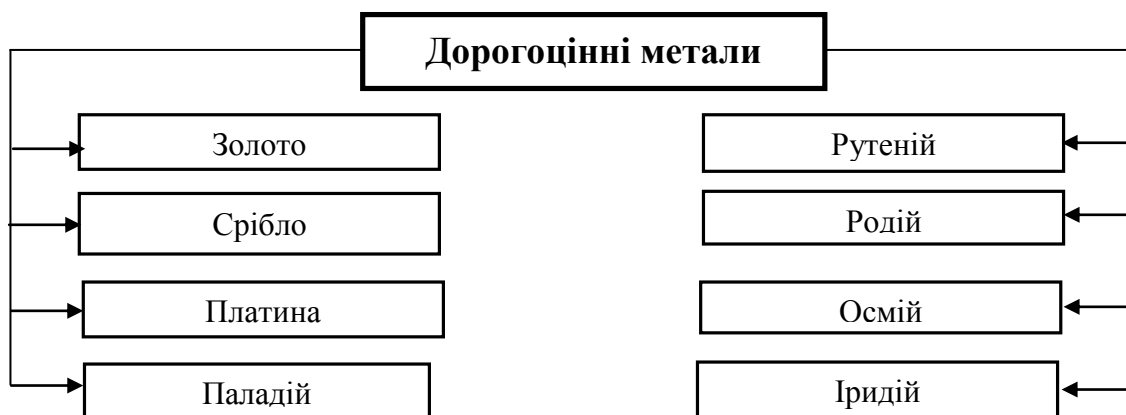 Дорогоцінні метали
Золото
Рутеній
Срібло
Родій
Платина
Осмій
Паладій
Іридій